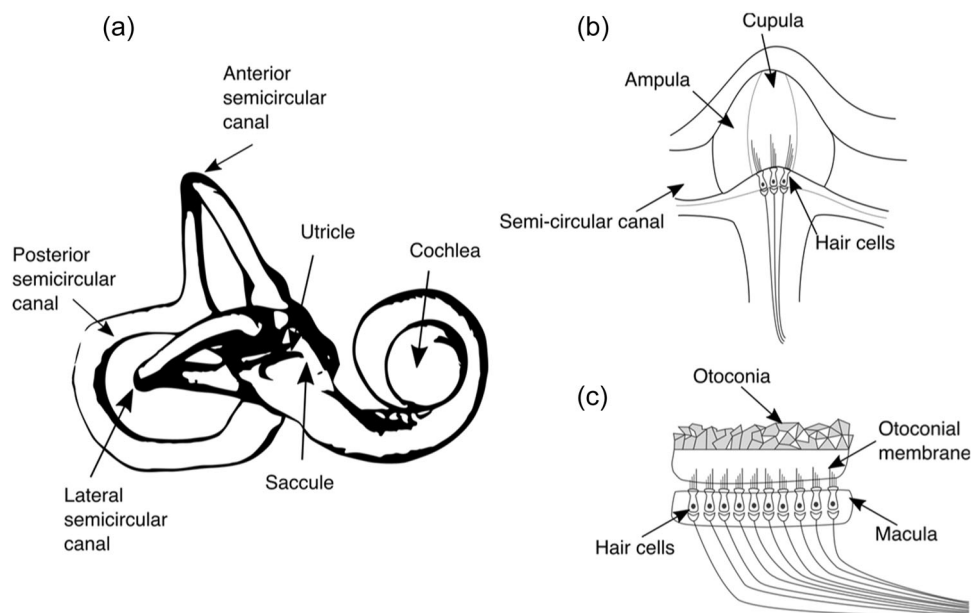 (a)
Anterior
semicircular
canal
Utricle
Cochlea
Posterior
semicircular
canal
Saccule
Lateral
semicircular
canal
(b)
Cupula
Ampula
Semi-circular canal
Hair cells
(c)
Otoconia
Otoconial
membrane
Hair cells
Macula